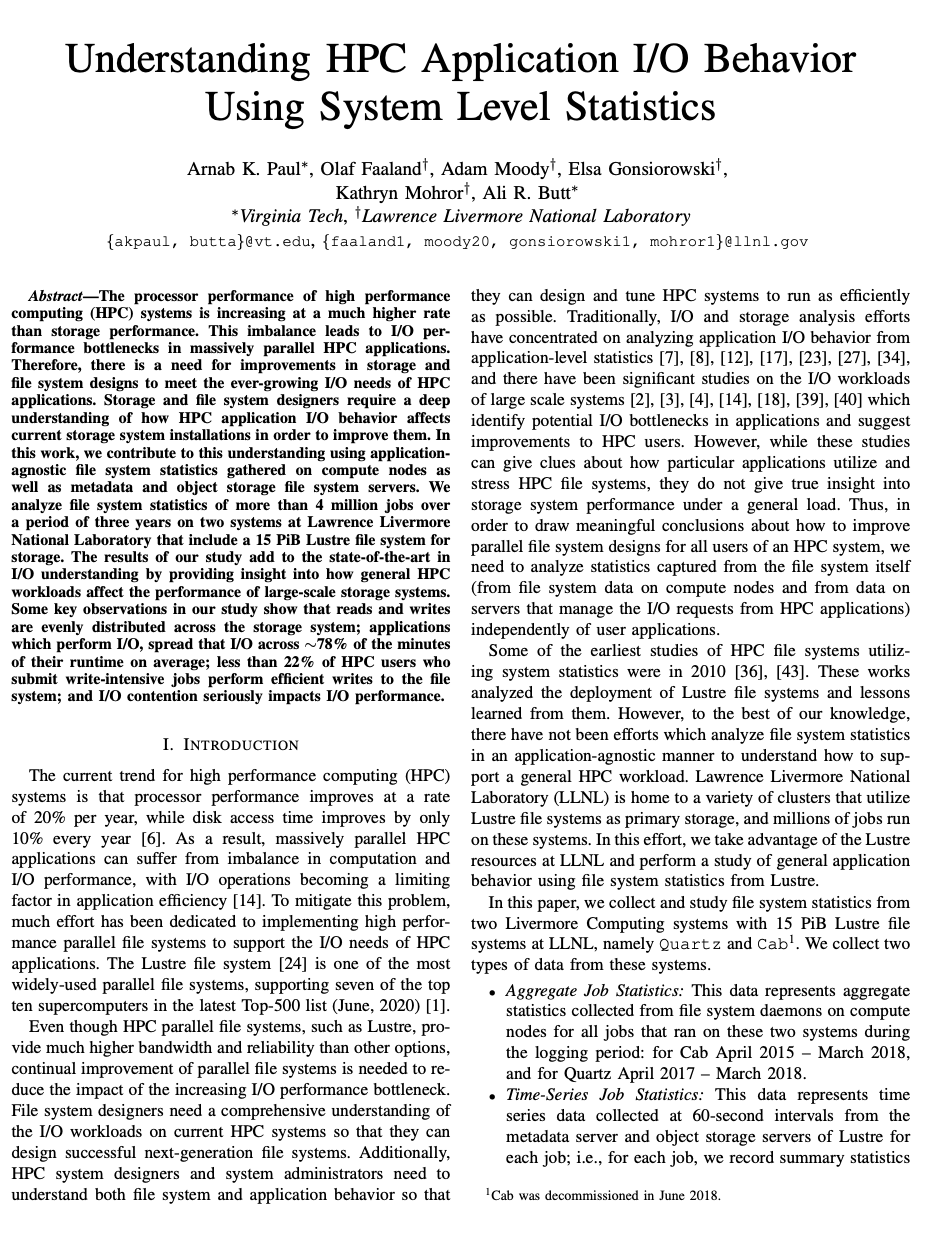 Understanding HPC Application I/O Behavior
Using System Level Statistics
Arnab K. Paul∗, Olaf Faaland†, Adam Moody†, Elsa Gonsiorowski†,
Kathryn Mohror†, Ali R. Butt∗
∗Virginia Tech, †Lawrence Livermore National Laboratory
{akpaul, butta}@vt.edu, {faaland1, moody20, gonsiorowski1, mohror1}@llnl.gov
Abstract—The processor performance of high performance
computing (HPC) systems is increasing at a much higher rate
than storage performance. This imbalance leads to I/O per-
formance bottlenecks in massively parallel HPC applications.
Therefore, there is a need for improvements in storage and
file system designs to meet the ever-growing I/O needs of HPC
applications. Storage and file system designers require a deep
understanding of how HPC application I/O behavior affects
current storage system installations in order to improve them. In
this work, we contribute to this understanding using application-
agnostic file system statistics gathered on compute nodes as
well as metadata and object storage file system servers. We
analyze file system statistics of more than 4 million jobs over
a period of three years on two systems at Lawrence Livermore
National Laboratory that include a 15 PiB Lustre file system for
storage. The results of our study add to the state-of-the-art in
I/O understanding by providing insight into how general HPC
workloads affect the performance of large-scale storage systems.
Some key observations in our study show that reads and writes
are evenly distributed across the storage system; applications
which perform I/O, spread that I/O across ∼78% of the minutes
of their runtime on average; less than 22% of HPC users who
submit write-intensive jobs perform efficient writes to the file
system; and I/O contention seriously impacts I/O performance.
I. INTRODUCTION
The current trend for high performance computing (HPC)
systems is that processor performance improves at a rate
of 20% per year, while disk access time improves by only
10% every year [6]. As a result, massively parallel HPC
applications can suffer from imbalance in computation and
I/O performance, with I/O operations becoming a limiting
factor in application efficiency [14]. To mitigate this problem,
much effort has been dedicated to implementing high perfor-
mance parallel file systems to support the I/O needs of HPC
applications. The Lustre file system [24] is one of the most
widely-used parallel file systems, supporting seven of the top
ten supercomputers in the latest Top-500 list (June, 2020) [1].
Even though HPC parallel file systems, such as Lustre, pro-
vide much higher bandwidth and reliability than other options,
continual improvement of parallel file systems is needed to re-
duce the impact of the increasing I/O performance bottleneck.
File system designers need a comprehensive understanding of
the I/O workloads on current HPC systems so that they can
design successful next-generation file systems. Additionally,
HPC system designers and system administrators need to
understand both file system and application behavior so that
they can design and tune HPC systems to run as efficiently
as possible. Traditionally, I/O and storage analysis efforts
have concentrated on analyzing application I/O behavior from
application-level statistics [7], [8], [12], [17], [23], [27], [34],
and there have been significant studies on the I/O workloads
of large scale systems [2], [3], [4], [14], [18], [39], [40] which
identify potential I/O bottlenecks in applications and suggest
improvements to HPC users. However, while these studies
can give clues about how particular applications utilize and
stress HPC file systems, they do not give true insight into
storage system performance under a general load. Thus, in
order to draw meaningful conclusions about how to improve
parallel file system designs for all users of an HPC system, we
need to analyze statistics captured from the file system itself
(from file system data on compute nodes and from data on
servers that manage the I/O requests from HPC applications)
independently of user applications.
Some of the earliest studies of HPC file systems utiliz-
ing system statistics were in 2010 [36], [43]. These works
analyzed the deployment of Lustre file systems and lessons
learned from them. However, to the best of our knowledge,
there have not been efforts which analyze file system statistics
in an application-agnostic manner to understand how to sup-
port a general HPC workload. Lawrence Livermore National
Laboratory (LLNL) is home to a variety of clusters that utilize
Lustre file systems as primary storage, and millions of jobs run
on these systems. In this effort, we take advantage of the Lustre
resources at LLNL and perform a study of general application
behavior using file system statistics from Lustre.
In this paper, we collect and study file system statistics from
two Livermore Computing systems with 15 PiB Lustre file
systems at LLNL, namely Quartz and Cab¹. We collect two
types of data from these systems.
• Aggregate Job Statistics: This data represents aggregate
statistics collected from file system daemons on compute
nodes for all jobs that ran on these two systems during
the logging period: for Cab April 2015 – March 2018,
and for Quartz April 2017 – March 2018.
• Time-Series Job Statistics: This data represents time
series data collected at 60-second intervals from the
metadata server and object storage servers of Lustre for
each job; i.e., for each job, we record summary statistics
¹Cab was decommissioned in June 2018.